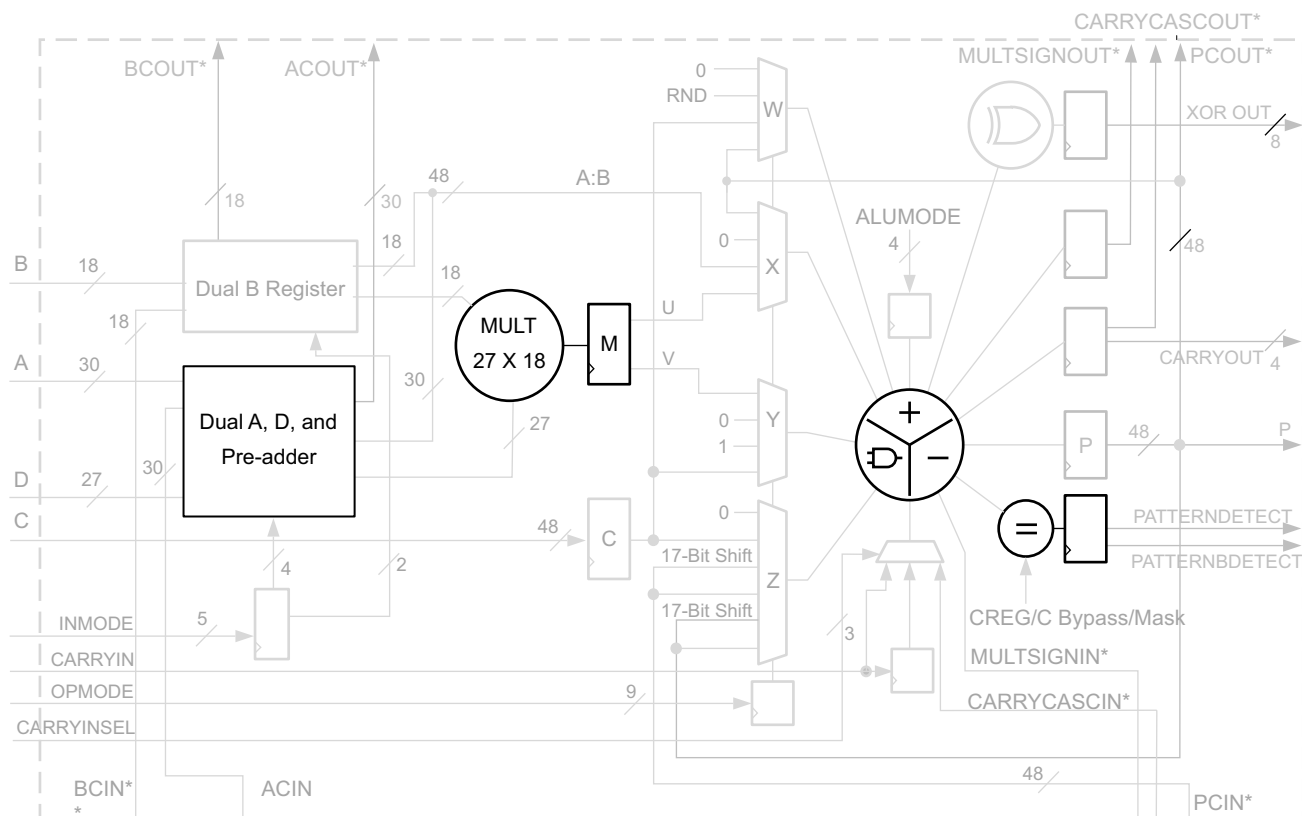 CARRYCASCOUT*
BCOUT*
ACOUT*
MULTSIGNOUT*
PCOUT*
0
RND
W
XOR OUT
8
48
A:B
18
30
ALUMODE
4
18
0
X
48
B
18
Dual B Register
18
18
U
MULT
27 X 18
M
V
CARRYOUT
4
A
30
30
Dual A, D, and
Pre-adder
27
0
Y
1
+
−
P
48
P
30
D
27
C
48
C
0
17-Bit Shift
Z
17-Bit Shift
=
PATTERNDETECT
PATTERNBDETECT
4
2
INMODE
5
3
CREG/C Bypass/Mask
CARRYIN
=
MULTSIGNIN*
OPMODE
9
CARRYCASCIN*
CARRYINSEL
48
BCIN*
*
ACIN
PCIN*